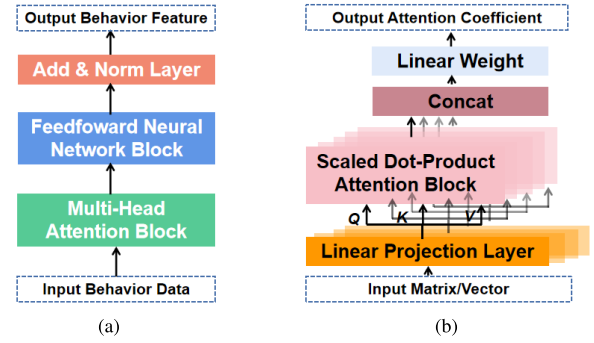 Output Behavior Feature
Add & Norm Layer
Feedfoward Neural
Network Block
Multi-Head
Attention Block
Input Behavior Data
(a)
Output Attention Coefficient
Linear Weight
Concat
Scaled Dot-Product
Attention Block
Q K V
Linear Projection Layer
Input Matrix/Vector
(b)